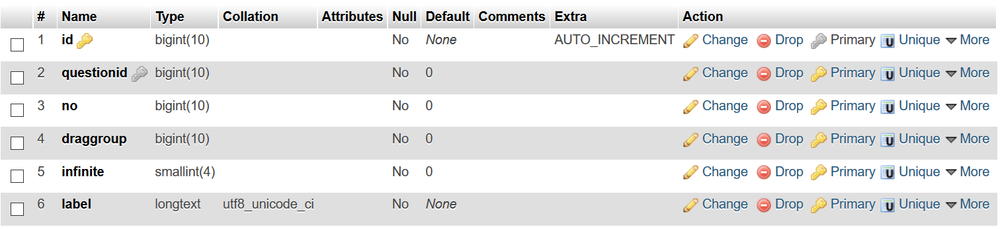 # Name Type Collation Attributes Null Default Comments Extra Action
1 id bigint(10) No None AUTO_INCREMENT Change Drop Primary Unique More
2 questionid bigint(10) No 0 Change Drop Primary Unique More
3 no bigint(10) No 0 Change Drop Primary Unique More
4 draggroup bigint(10) No 0 Change Drop Primary Unique More
5 infinite smallint(4) No 0 Change Drop Primary Unique More
6 label longtext utf8_unicode_ci No None Change Drop Primary Unique More